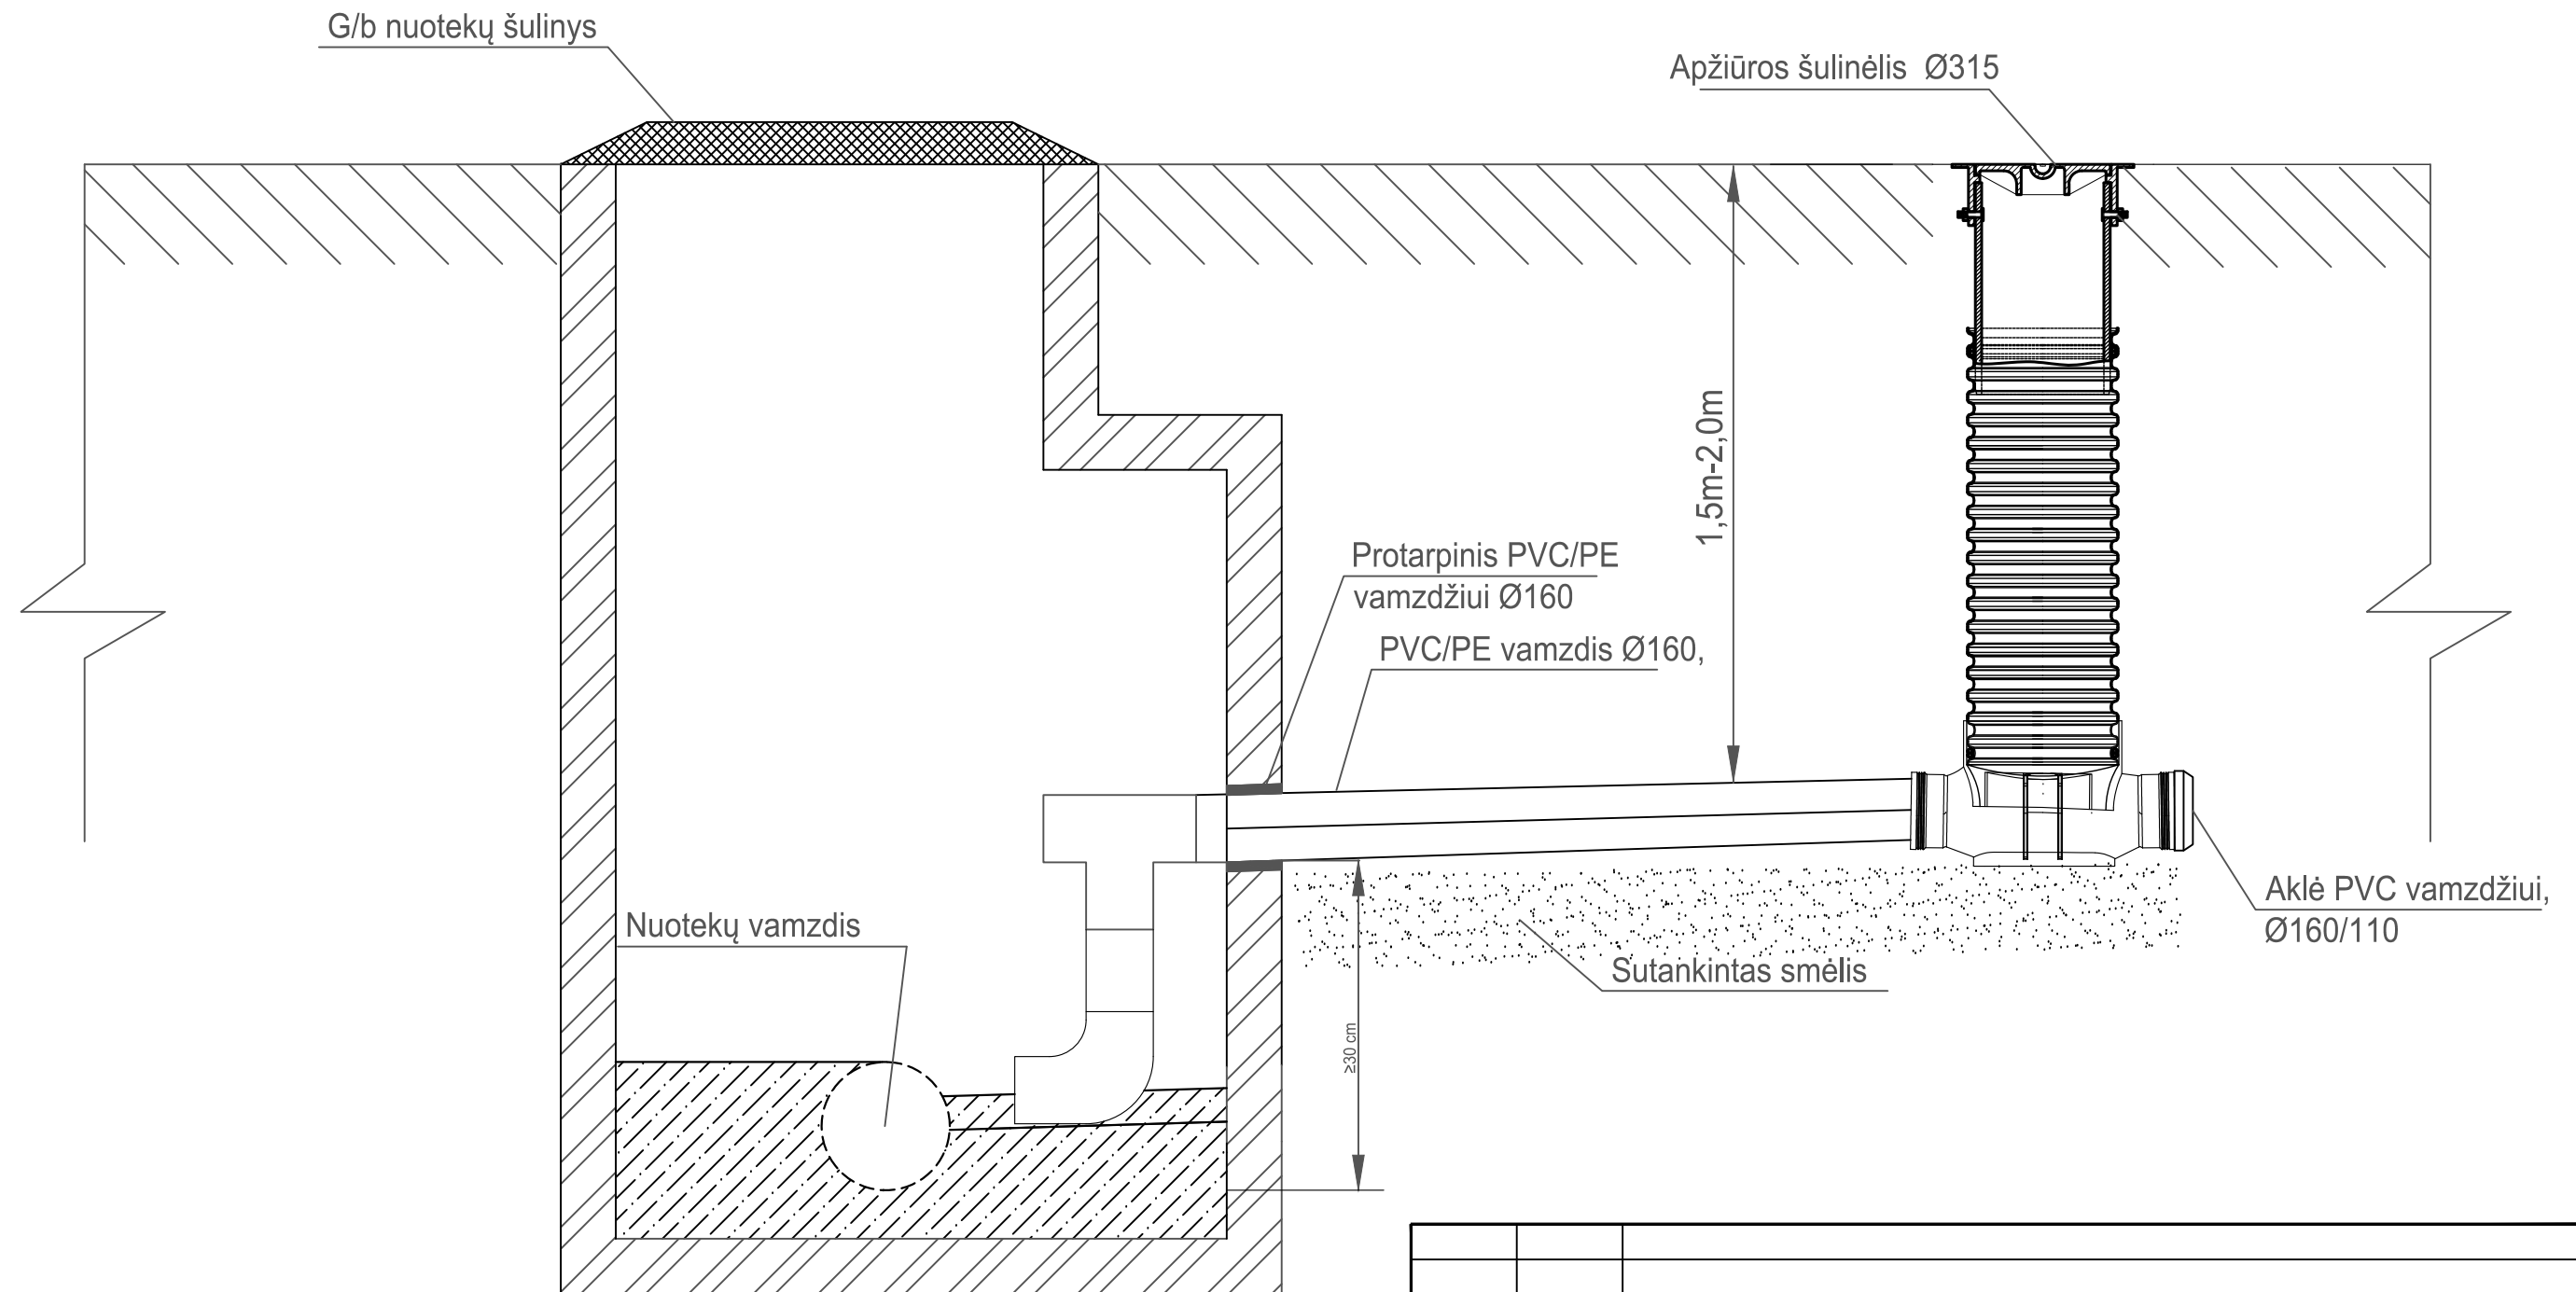 G/b nuotekų šulinys
Apžiūros šulinėlis Ø315
1,5m-2,0m
Protarpinis PVC/PE
vamzdžiui Ø160
PVC/PE vamzdis Ø160,
Nuotekų vamzdis
Aklė PVC vamzdžiui,
Ø160/110
Sutankintas smėlis
≥30 cm